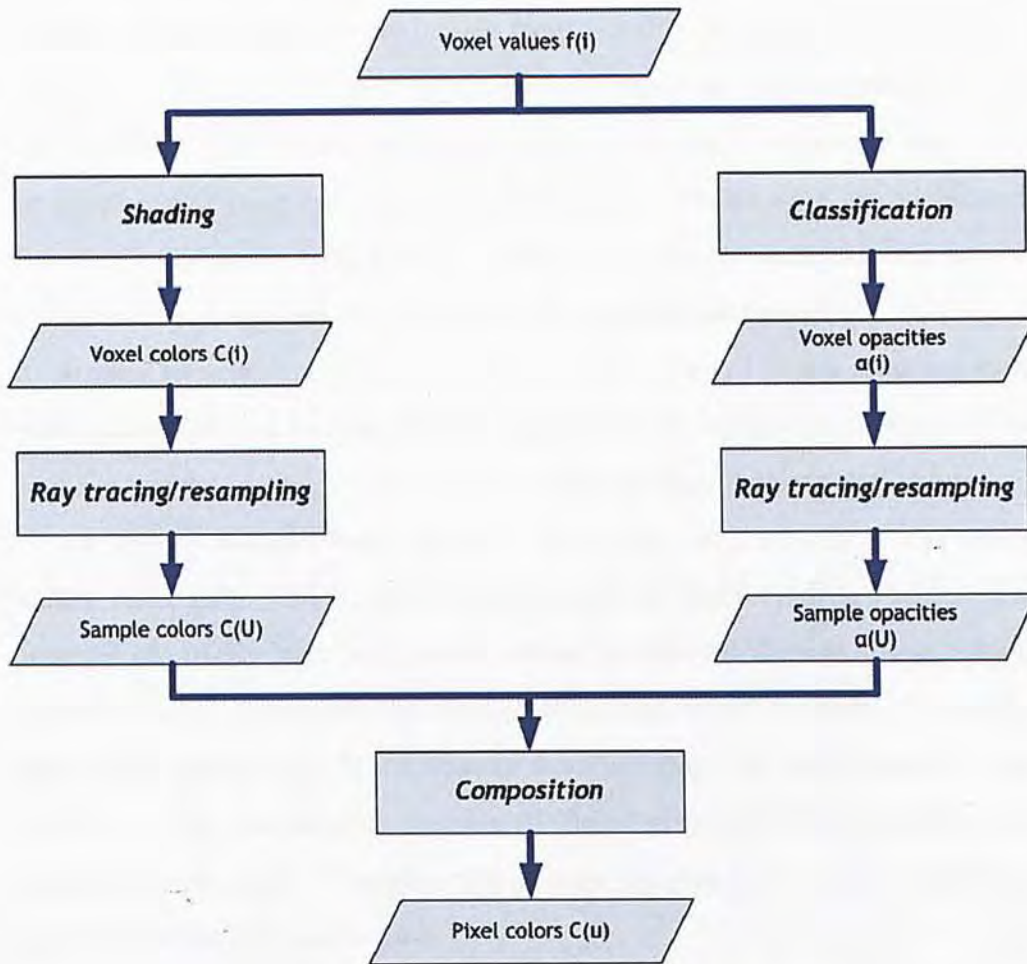 Voxel values f(i)
Shading
Classification
Voxel colors C(i)
Voxel opacities
α(i)
Ray tracing/resampling
Ray tracing/resampling
Sample colors C(U)
Sample opacities
α(U)
Composition
Pixel colors C(u)